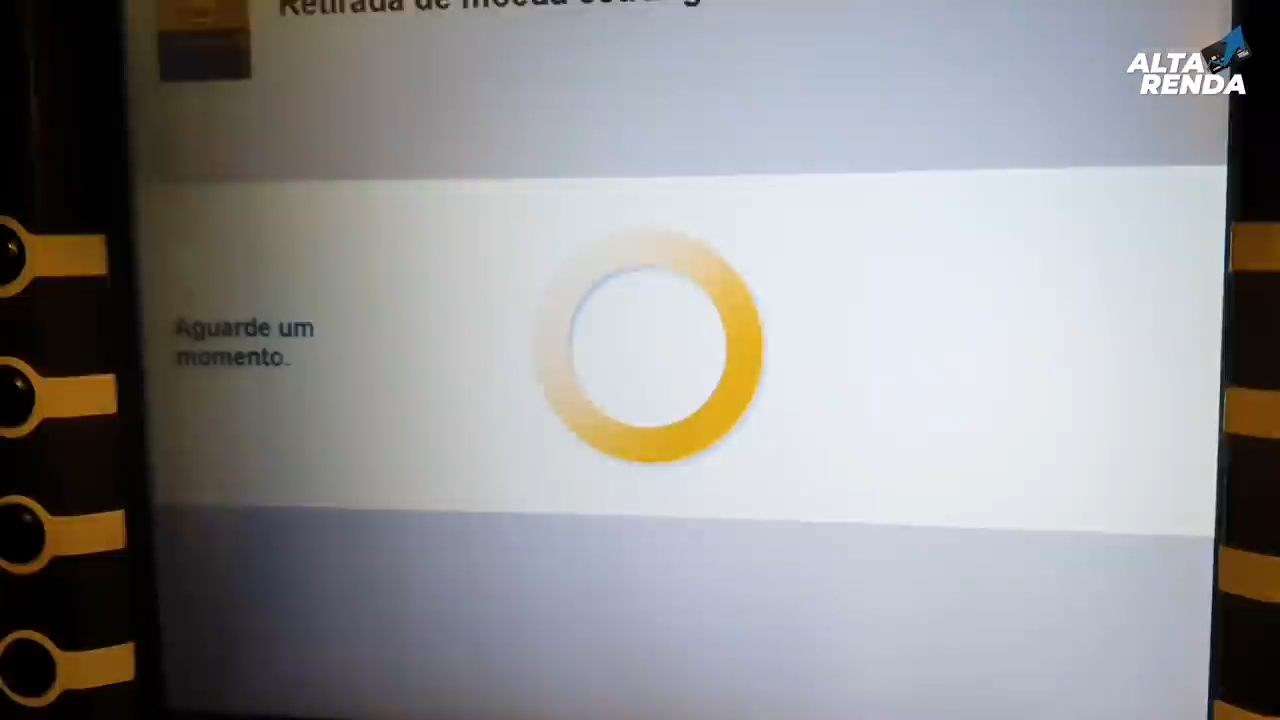 Retirada de moeda
ALTA
RENDA
Aguarde um
momento.